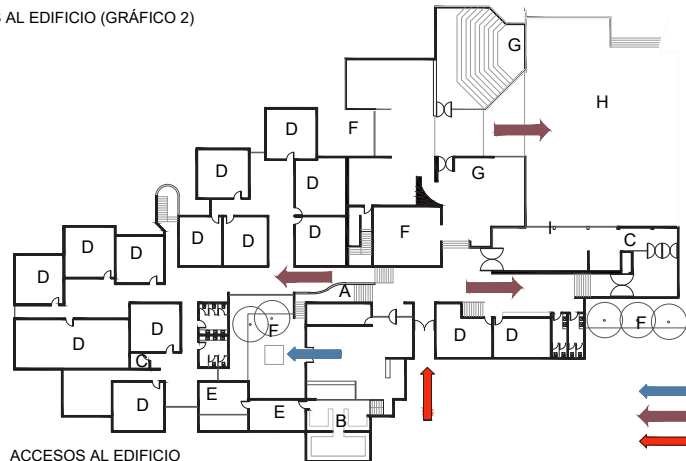 S AL EDIFICIO (GRÁFICO 2)
G
H
D F
D D G
D D D F C
D D
D
A
D F F
D D
D
C
E
D E
B
ACCESOS AL EDIFICIO